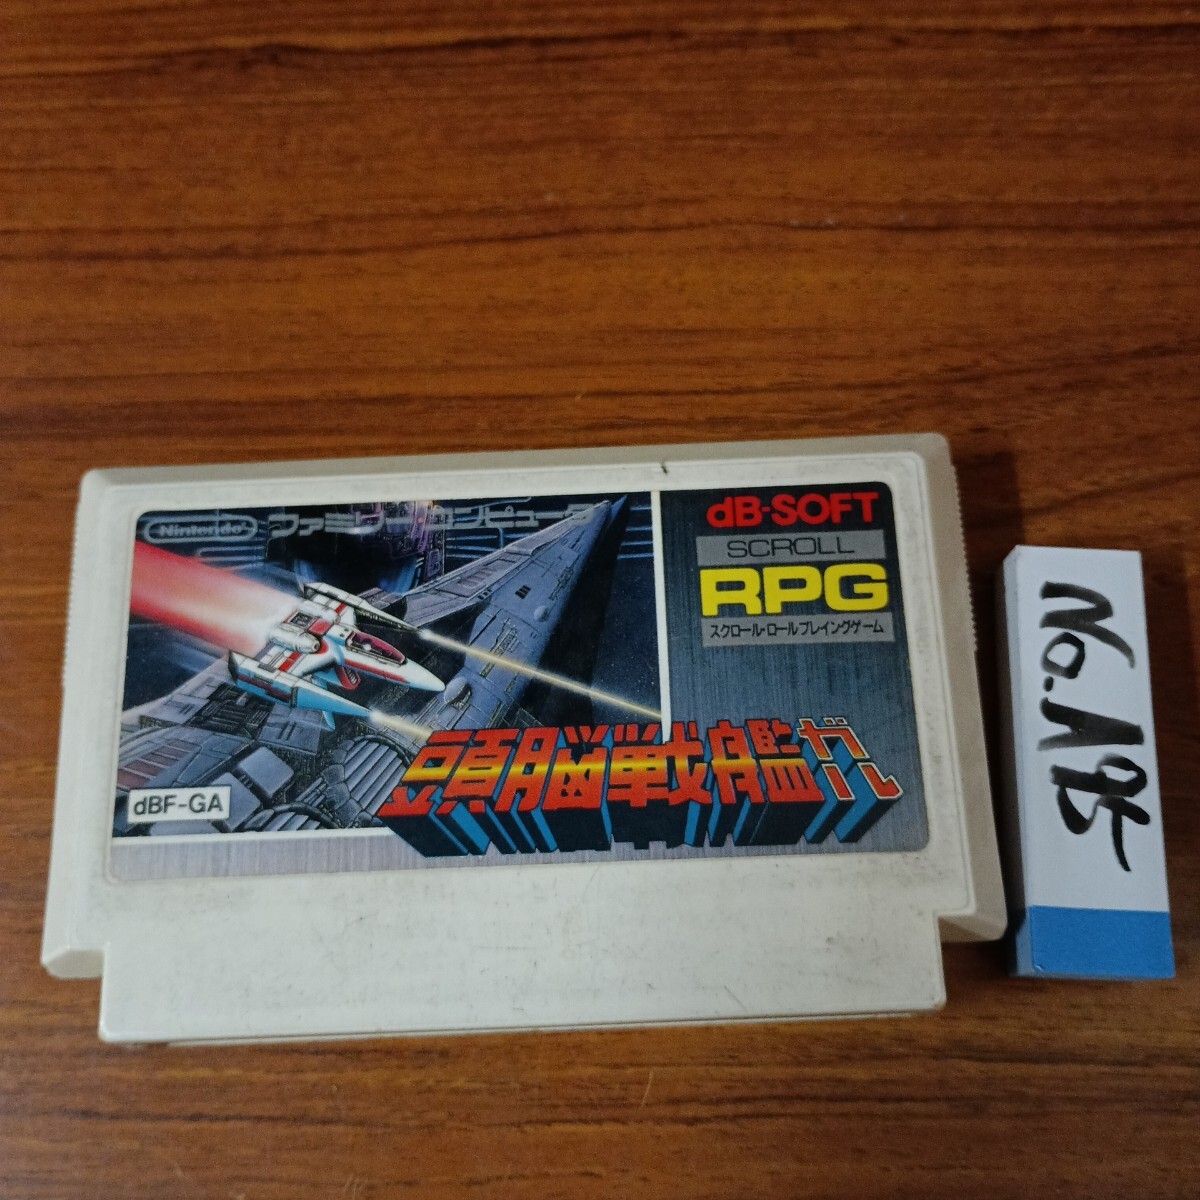 Nintendo ファミリーコンピュータ
dB-SOFT
SCROLL
RPG
スクロール・ロールプレイングゲーム
頭脳戦艦ガル
dBF-GA
No.A95